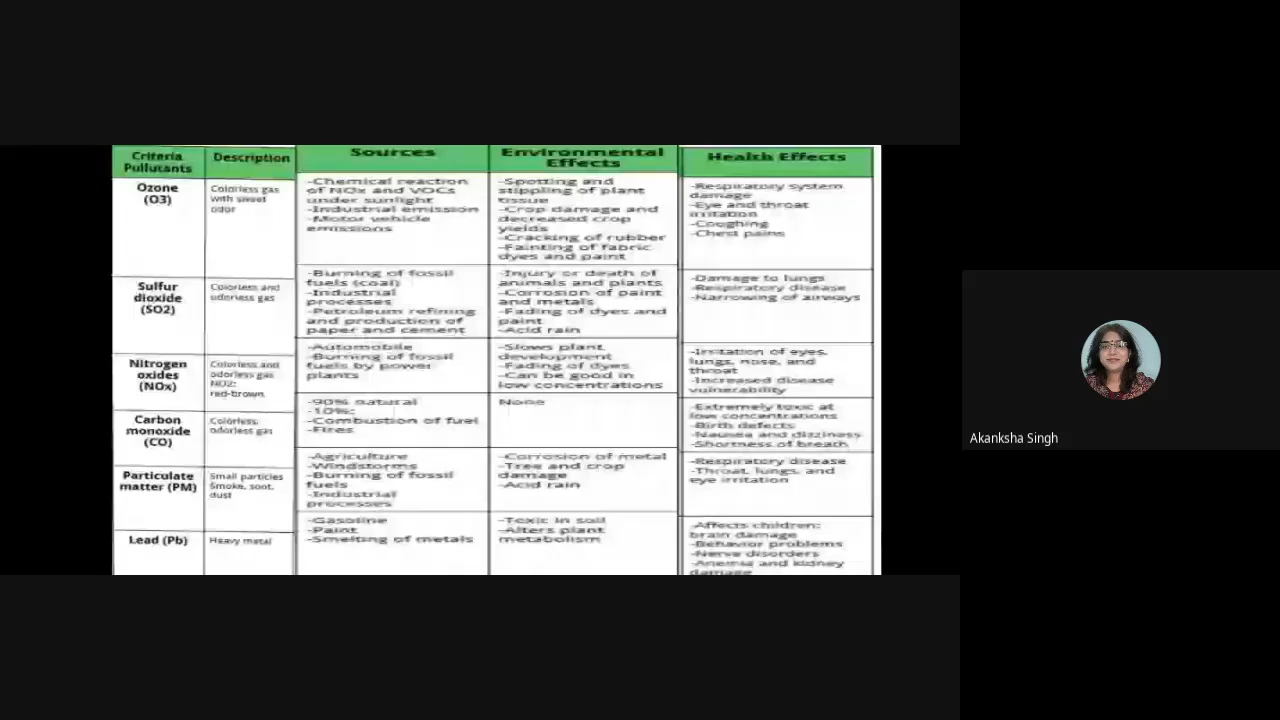 Criteria
Pullutants
Description
Sources
Environmental
Effects
Health Effects
Ozone
(O3)
Colorless gas
with sweet
odor
-Chemical reaction
of NOx and VOCs
under sunlight
-Industrial emission
-Motor vehicle
emissions
-Spotting and
stippling of plant
tissue
-Crop damage and
decreased crop
yields
-Cracking of rubber
-Fainting of fabric
dyes and paint
-Respiratory system
damage
-Eye and throat
irritation
-Coughing
-Chest pains
Sulfur
dioxide
(SO2)
Colorless and
odorless gas
-Burning of fossil
fuels (coal)
-Industrial
processes
-Petroleum refining
and production of
paper and cement
-Injury or death of
animals and plants
-Corrosion of paint
and metals
-Fading of dyes and
paint
-Acid rain
-Damage to lungs
-Respiratory disease
-Narrowing of airways
Nitrogen
oxides
(NOx)
Colorless and
odorless gas
NO2:
red-brown
-Automobile
-Burning of fossil
fuels by power
plants
-Slows plant
development
-Fading of dyes
-Can be good in
low concentrations
-Irritation of eyes,
lungs, nose, and
throat
-Increased disease
vulnerability
Carbon
monoxide
(CO)
Colorless,
odorless gas
-90% natural
-10%:
-Combustion of fuel
-Fires
None
-Extremely toxic at
low concentrations
-Birth defects
-Nausea and dizziness
-Shortness of breath
Particulate
matter (PM)
Small particles
Smoke, soot,
dust
-Agriculture
-Windstorms
-Burning of fossil
fuels
-Industrial
processes
-Corrosion of metal
-Tree and crop
damage
-Acid rain
-Respiratory disease
-Throat, lungs, and
eye irritation
Lead (Pb)
Heavy metal
-Gasoline
-Paint
-Smelting of metals
-Toxic in soil
-Alters plant
metabolism
-Affects children:
brain damage
-Behavior problems
-Nerve disorders
-Anemia and kidney
damage
Akanksha Singh